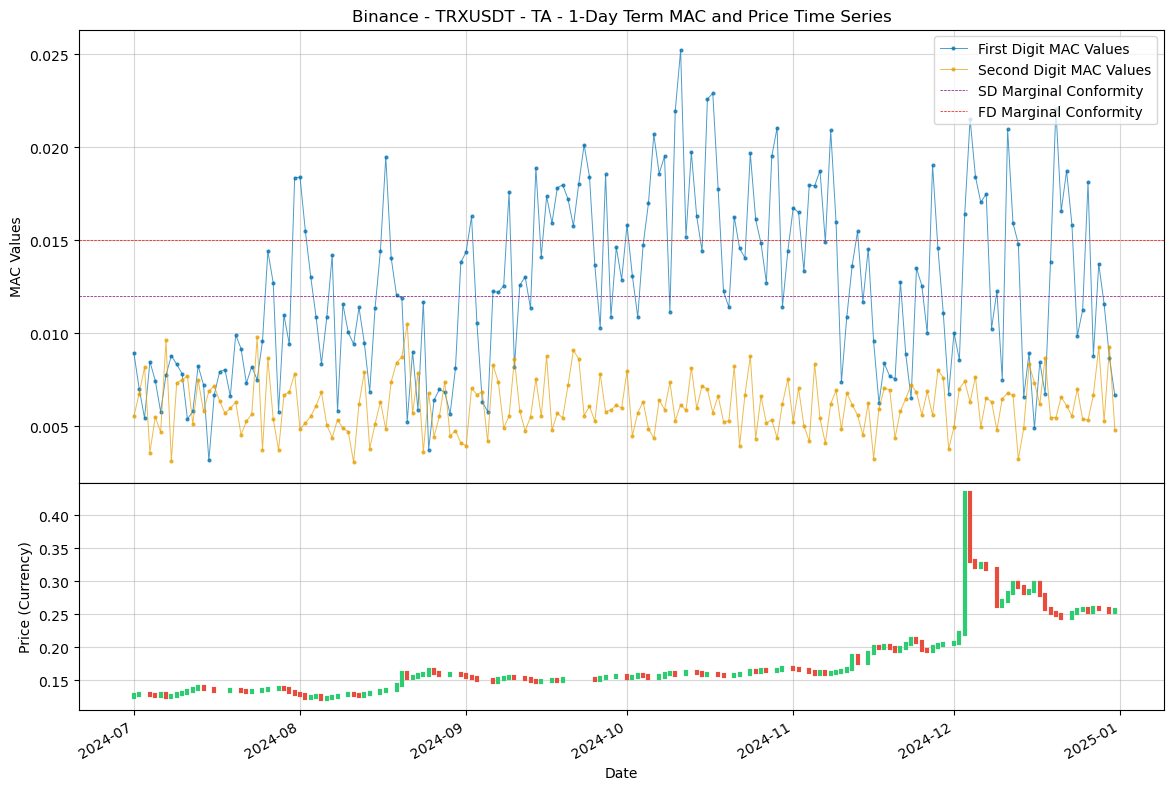 Binance - TRXUSDT - TA - 1-Day Term MAC and Price Time Series
First Digit MAC Values
Second Digit MAC Values
SD Marginal Conformity
FD Marginal Conformity
MAC Values
0.025
0.020
0.015
0.010
0.005
Price (Currency)
0.40
0.35
0.30
0.25
0.20
0.15
2024-07
2024-08
2024-09
2024-10
2024-11
2024-12
2025-01
Date